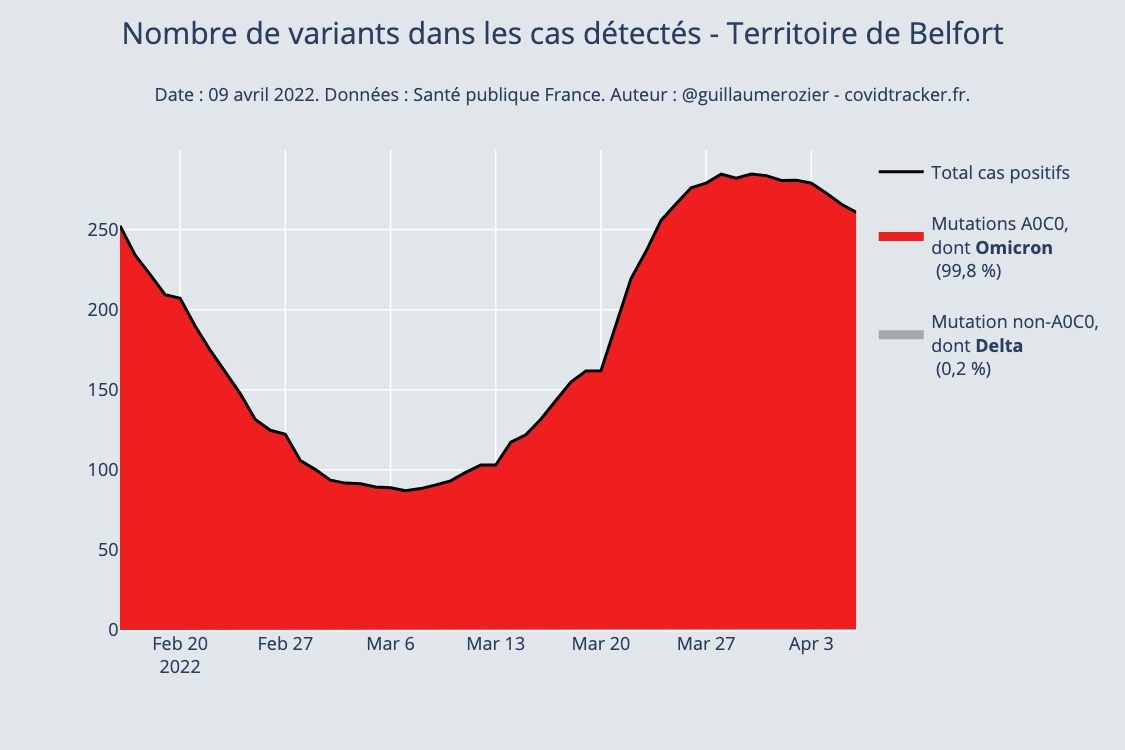 Nombre de variants dans les cas détectés - Territoire de Belfort
Date : 09 avril 2022. Données : Santé publique France. Auteur : @guillaumerozier - covidtracker.fr.
Total cas positifs
Mutations A0C0,
dont Omicron
(99,8 %)
Mutation non-A0C0,
dont Delta
(0,2 %)
250
200
150
100
50
0
Feb 20
2022
Feb 27
Mar 6
Mar 13
Mar 20
Mar 27
Apr 3